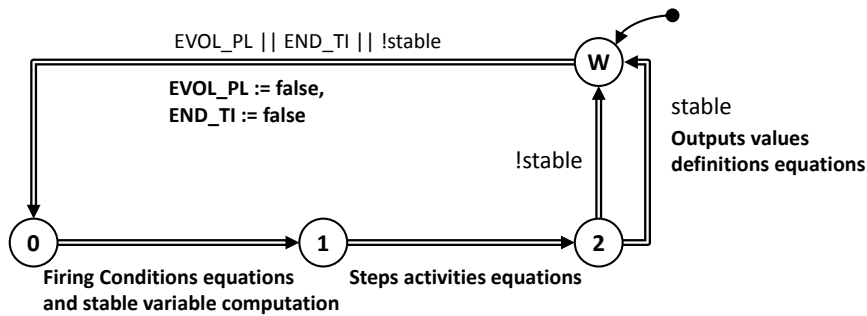 EVOL_PL || END_TI || !stable
W
EVOL_PL := false,
END_TI := false
stable
Outputs values
definitions equations
!stable
0
1
2
Firing Conditions equations
and stable variable computation
Steps activities equations